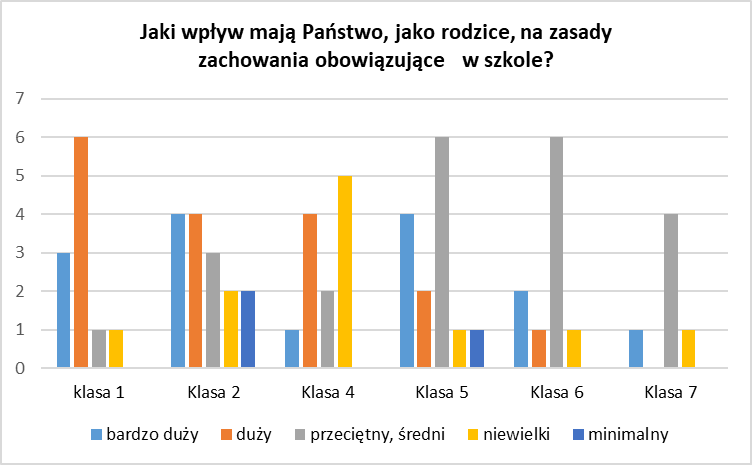 Jaki wpływ mają Państwo, jako rodzice, na zasady
zachowania obowiązujące w szkole?
7
6
5
4
3
2
1
0
klasa 1 Klasa 2 Klasa 4 Klasa 5 Klasa 6 Klasa 7
bardzo duży duży przeciętny, średni niewielki minimalny